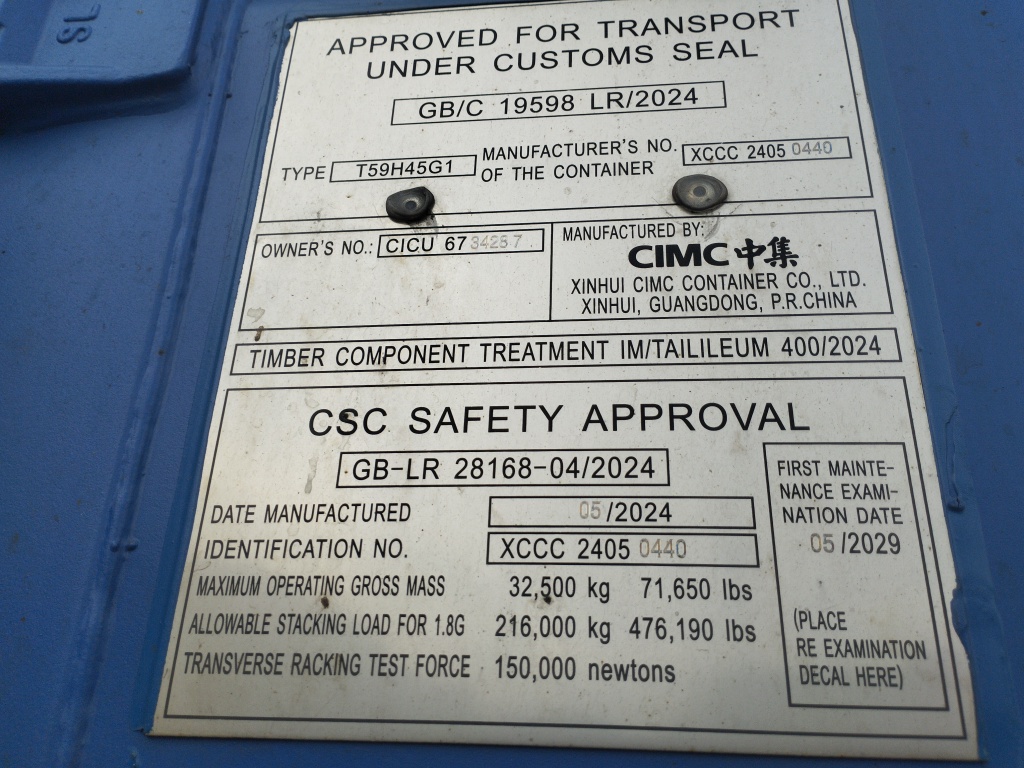 SL
APPROVED FOR TRANSPORT
UNDER CUSTOMS SEAL
GB/C 19598 LR/2024
TYPE T59H45G1 MANUFACTURER'S NO. OF THE CONTAINER XCCC 2405 0440
OWNER'S NO.: CICU 67 3428 7
MANUFACTURED BY:
CIMC 中集
XINHUI CIMC CONTAINER CO., LTD.
XINHUI, GUANGDONG, P.R.CHINA
TIMBER COMPONENT TREATMENT IM/TAILILEUM 400/2024
CSC SAFETY APPROVAL
GB-LR 28168-04/2024
DATE MANUFACTURED 05/2024
IDENTIFICATION NO. XCCC 2405 0440
MAXIMUM OPERATING GROSS MASS 32,500 kg 71,650 lbs
ALLOWABLE STACKING LOAD FOR 1.8G 216,000 kg 476,190 lbs
TRANSVERSE RACKING TEST FORCE 150,000 newtons
FIRST MAINTE-
NANCE EXAMI-
NATION DATE
05/2029
(PLACE
RE EXAMINATION
DECAL HERE)